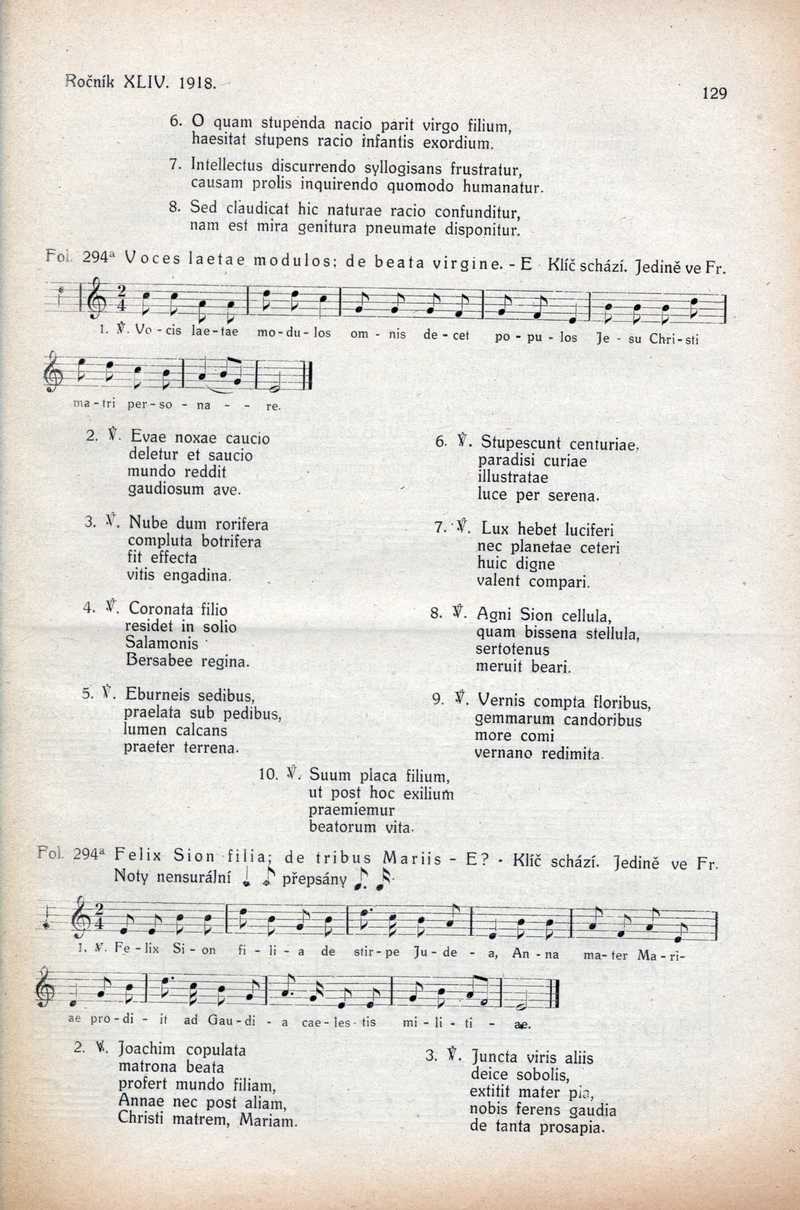 Ročník XLIV. 1918.
129
6. O quam stupenda nacio parit virgo filium,
haesitat stupens racio infantis exordium.
7. Intellectus discurrendo syllogisans frustratur,
causam prolis inquirendo quomodo humanatur.
8. Sed claudicat hic naturae racio confunditur,
nam est mira genitura pneumate disponitur.
Fol. 294ª Voces laetae modulos; de beata virgine. - E Klíč schází. Jedině ve Fr.
1. ℣. Vo - cis lae - tae mo - du - los om - nis de - cet po - pu - los Je - su Chri - sti
ma - tri per - so - na - - re.
2. ℣. Evae noxae caucio
deletur et saucio
mundo reddit
gaudiosum ave.
3. ℣. Nube dum rorifera
compluta botrifera
fit effecta
vitis engadina.
4. ℣. Coronata filio
residet in solio
Salamonis
Bersabee regina.
5. ℣. Eburneis sedibus,
praelata sub pedibus,
lumen calcans
praeter terrena.
6. ℣. Stupescunt centuriae,
paradisi curiae
illustratae
luce per serena.
7. ℣. Lux hebet luciferi
nec planetae ceteri
huic digne
valent compari.
8. ℣. Agni Sion cellula,
quam bissena stellula,
sertotenus
meruit beari.
9. ℣. Vernis compta floribus,
gemmarum candoribus
more comi
vernano redimita.
10. ℣. Suum placa filium,
ut post hoc exilium
praemiemur
beatorum vita.
Fol. 294ª Felix Sion filia; de tribus Mariis - E? - Klíč schází. Jedině ve Fr.
Noty nensurální přepsány
1. ℣. Fe - lix Si - on fi - li - a de stir - pe Ju - de - a, An - na ma - ter Ma - ri-
ae pro - di - it ad Gau - di - a cae - les - tis mi - li - ti - ae.
2. ℣. Joachim copulata
matrona beata
profert mundo filiam,
Annae nec post aliam,
Christi matrem, Mariam.
3. ℣. Juncta viris aliis
deice sobolis,
extitit mater pia,
nobis ferens gaudia
de tanta prosapia.